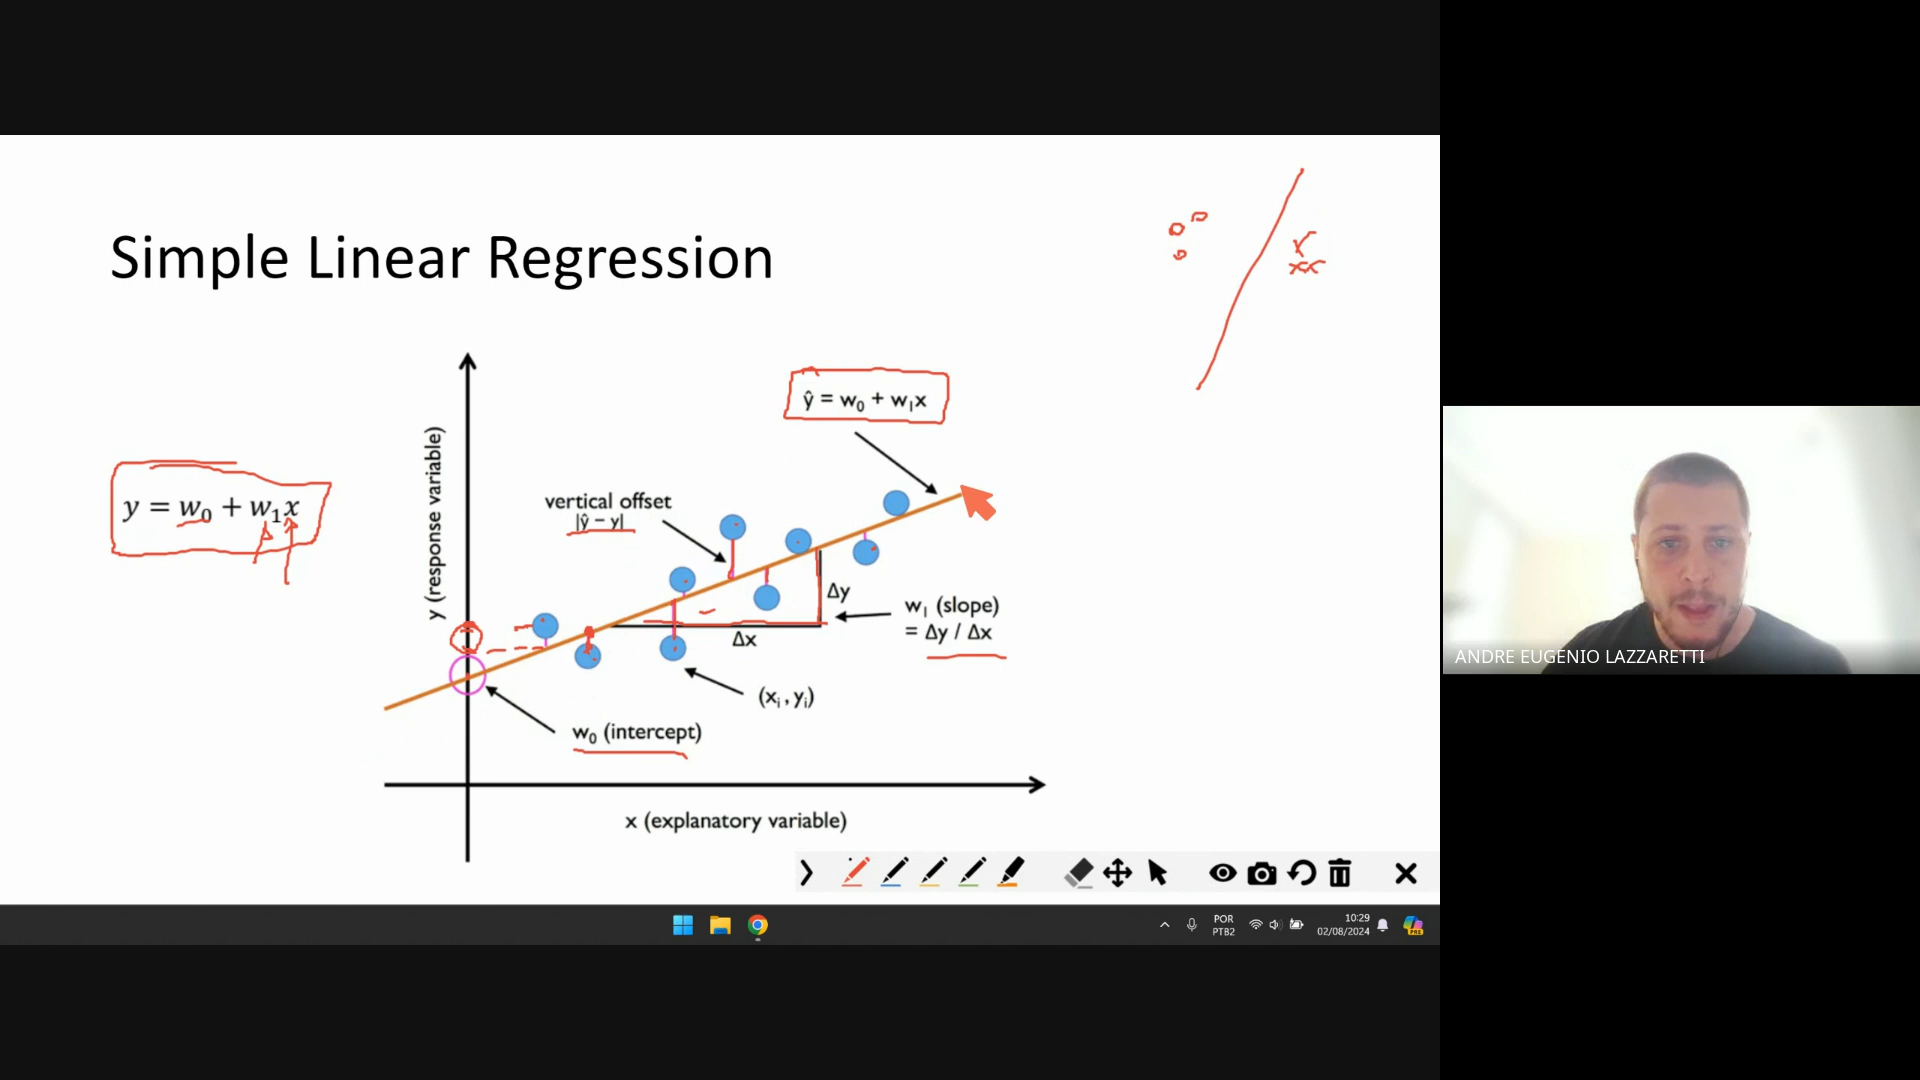 Simple Linear Regression
y = w₀ + w₁x
y (response variable)
ŷ = w₀ + w₁x
vertical offset
|ŷ − y|
Δy
Δx
w₁ (slope)
= Δy / Δx
(xᵢ, yᵢ)
w₀ (intercept)
x (explanatory variable)
POR
PTB2
10:29
02/08/2024
PRE
ANDRE EUGENIO LAZZARETTI